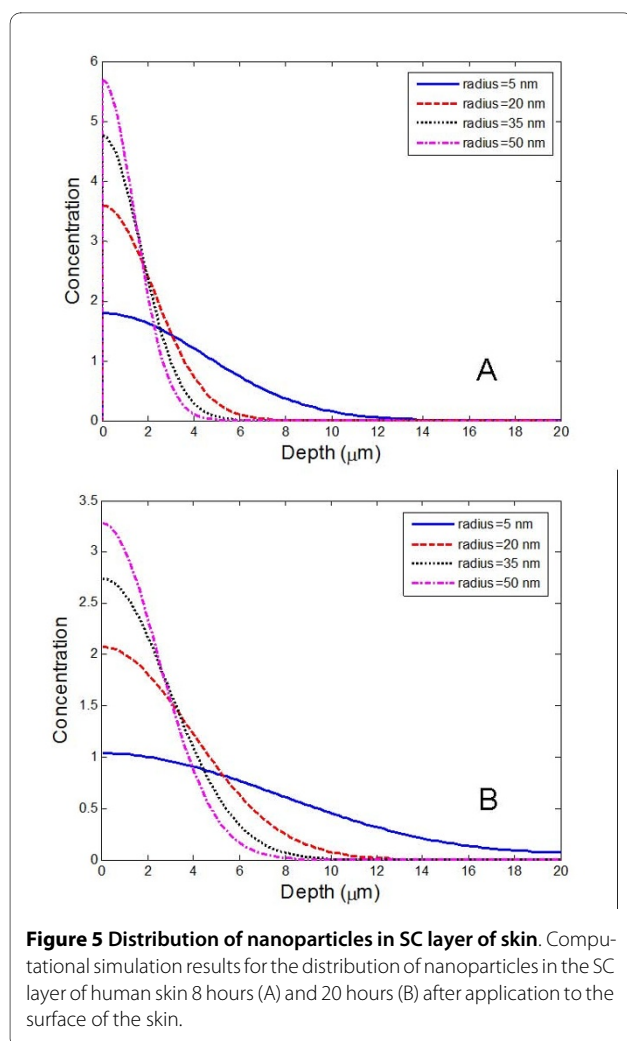 6
5
4
3
2
1
0
Concentration
radius=5 nm
radius=20 nm
radius=35 nm
radius=50 nm
A
0 2 4 6 8 10 12 14 16 18 20
Depth (μm)
3.5
3
2.5
2
1.5
1
0.5
0
Concentration
radius=5 nm
radius=20 nm
radius=35 nm
radius=50 nm
B
0 2 4 6 8 10 12 14 16 18 20
Depth (μm)
Figure 5 Distribution of nanoparticles in SC layer of skin. Compu-
tational simulation results for the distribution of nanoparticles in the SC
layer of human skin 8 hours (A) and 20 hours (B) after application to the
surface of the skin.